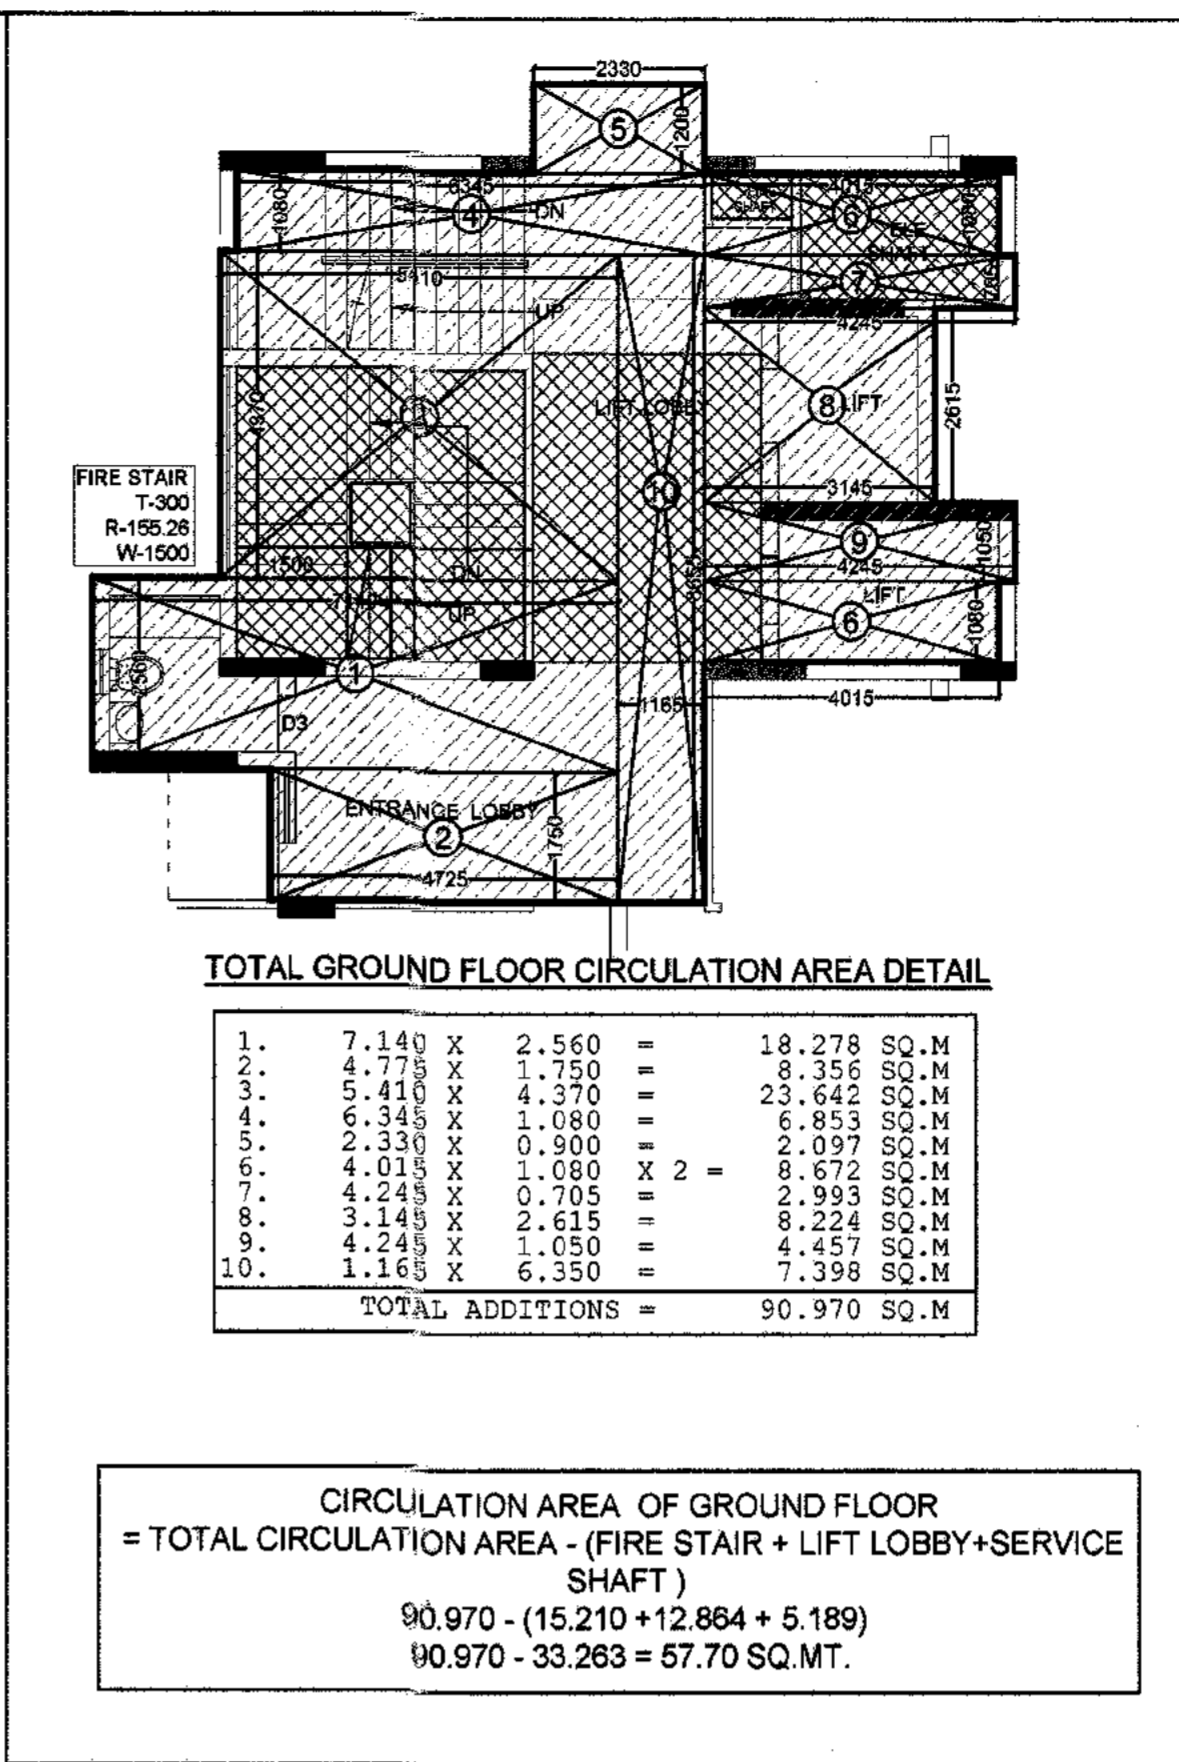 2330
5
1200
6345
4015
1080
4
DN
SHAFT
6
1080
ELE
SHAFT
7
765
5410
UP
4245
4970
LIFT LOBBY
8
LIFT
2615
10
3145
FIRE STAIR
T-300
R-155.26
W-1500
9
1050
1500
DN
4245
LIFT
UP
6
1080
2560
1
4015
D3
1165
ENTRANCE LOBBY
2
1750
4725
TOTAL GROUND FLOOR CIRCULATION AREA DETAIL
1. 7.140 X 2.560 = 18.278 SQ.M
2. 4.775 X 1.750 = 8.356 SQ.M
3. 5.410 X 4.370 = 23.642 SQ.M
4. 6.345 X 1.080 = 6.853 SQ.M
5. 2.330 X 0.900 = 2.097 SQ.M
6. 4.015 X 1.080 X 2 = 8.672 SQ.M
7. 4.245 X 0.705 = 2.993 SQ.M
8. 3.145 X 2.615 = 8.224 SQ.M
9. 4.245 X 1.050 = 4.457 SQ.M
10. 1.165 X 6.350 = 7.398 SQ.M
TOTAL ADDITIONS = 90.970 SQ.M
CIRCULATION AREA OF GROUND FLOOR
= TOTAL CIRCULATION AREA - (FIRE STAIR + LIFT LOBBY+SERVICE
SHAFT )
90.970 - (15.210 +12.864 + 5.189)
90.970 - 33.263 = 57.70 SQ.MT.